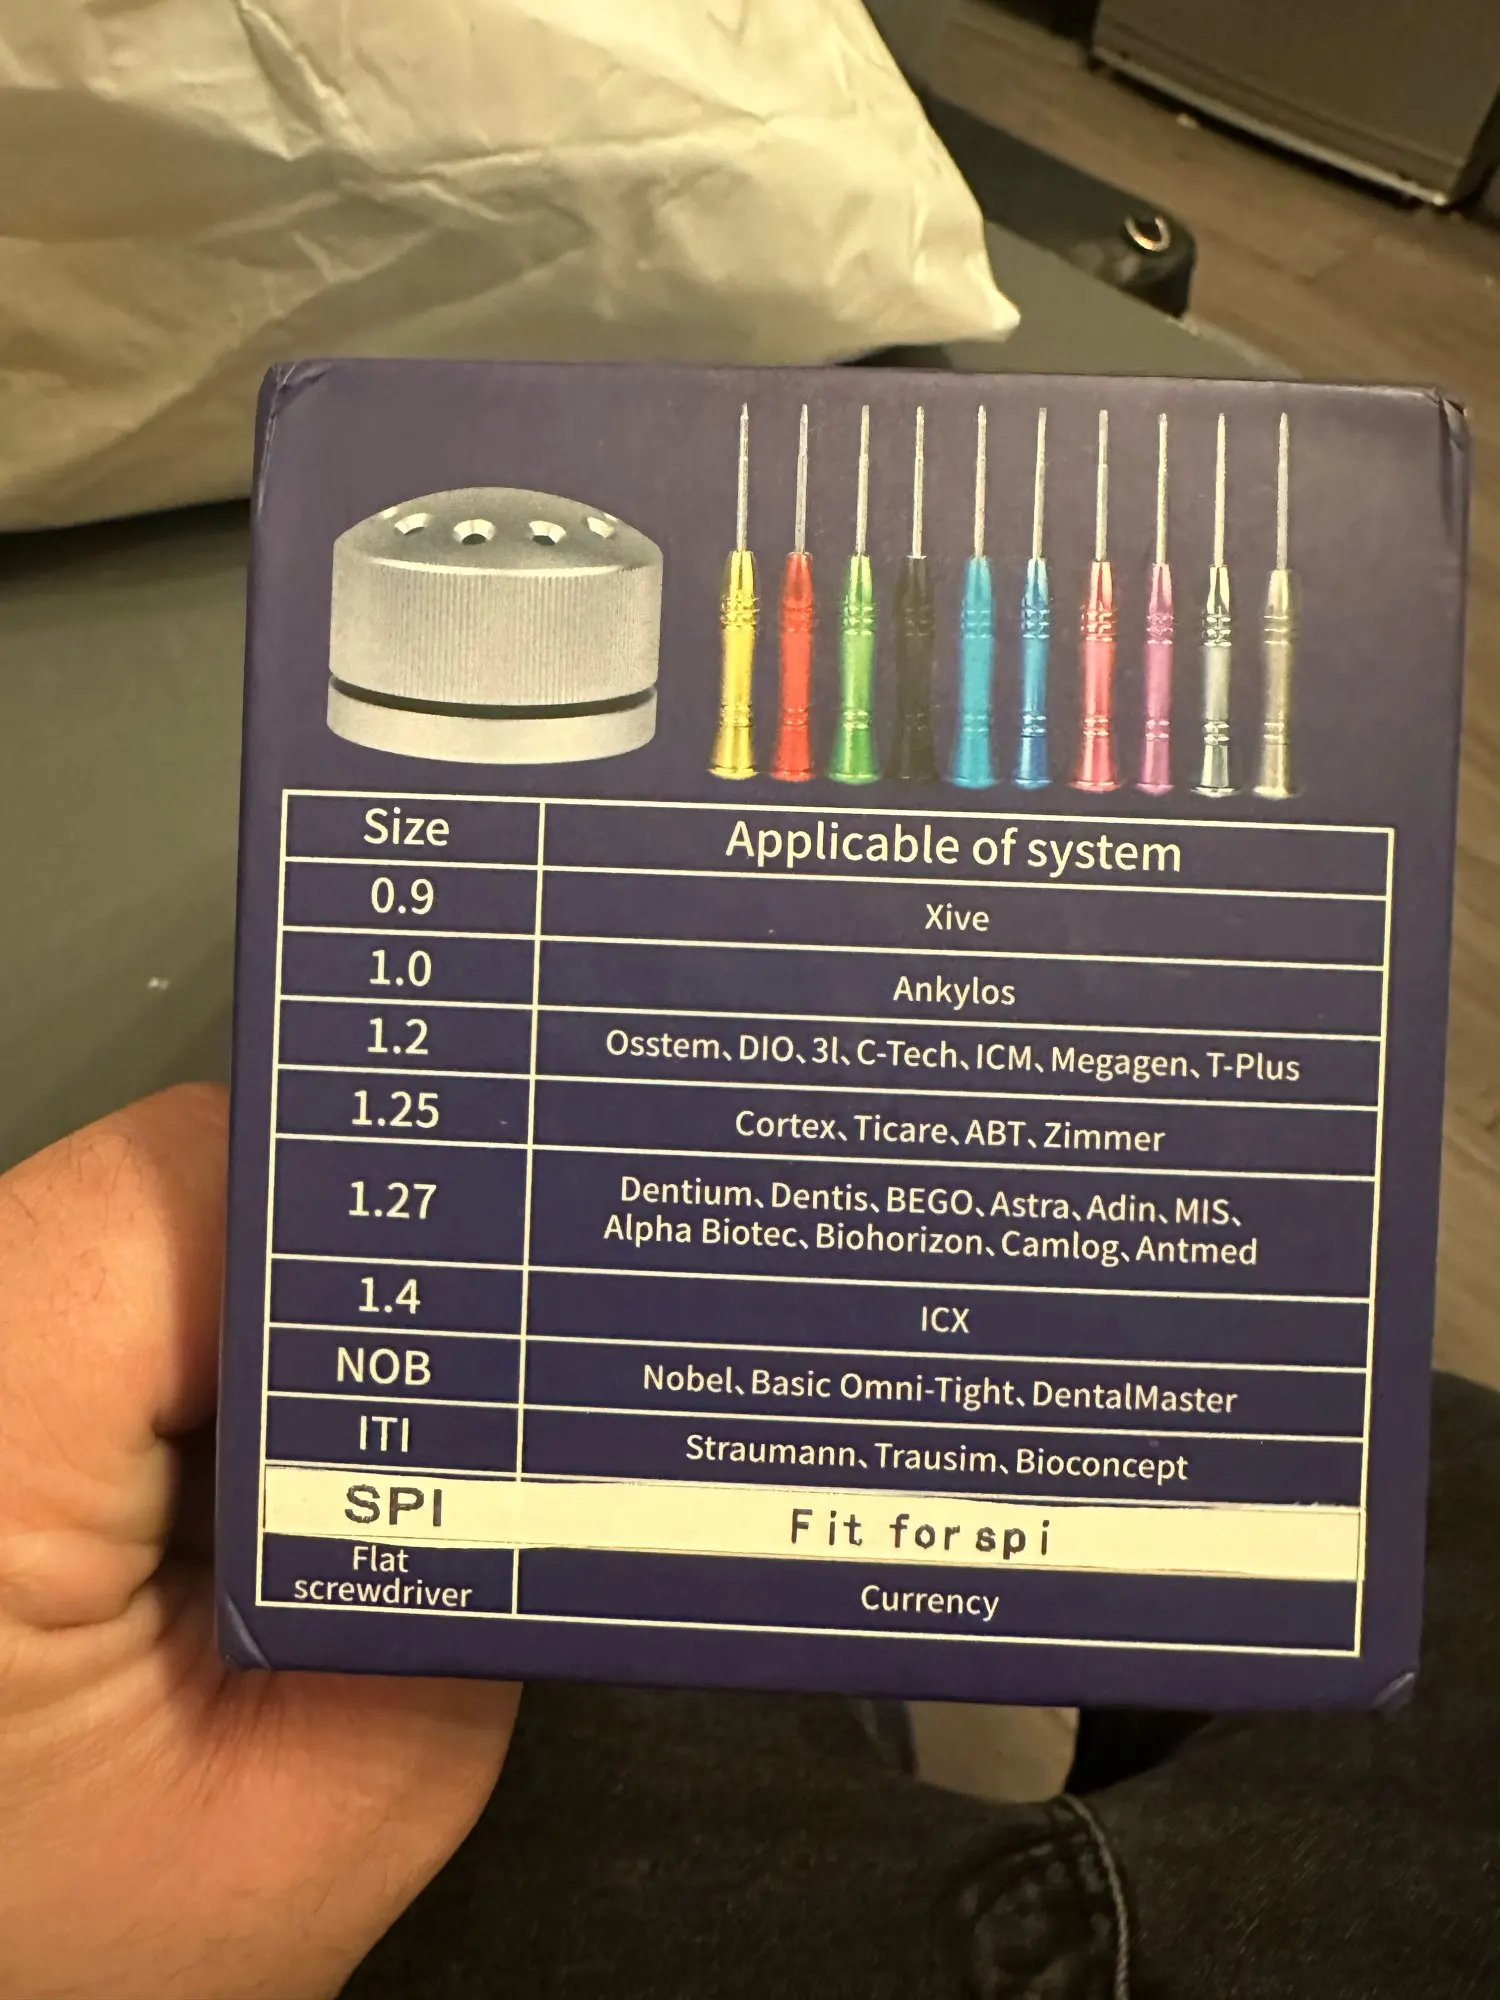 Size Applicable of system
0.9 Xive
1.0 Ankylos
1.2 Osstem、DIO、3l、C-Tech、ICM、Megagen、T-Plus
1.25 Cortex、Ticare、ABT、Zimmer
1.27 Dentium、Dentis、BEGO、Astra、Adin、MIS、
Alpha Biotec、Biohorizon、Camlog、Antmed
1.4 ICX
NOB Nobel、Basic Omni-Tight、DentalMaster
ITI Straumann、Trausim、Bioconcept
SPI Fit for spi
Flat
screwdriver Currency